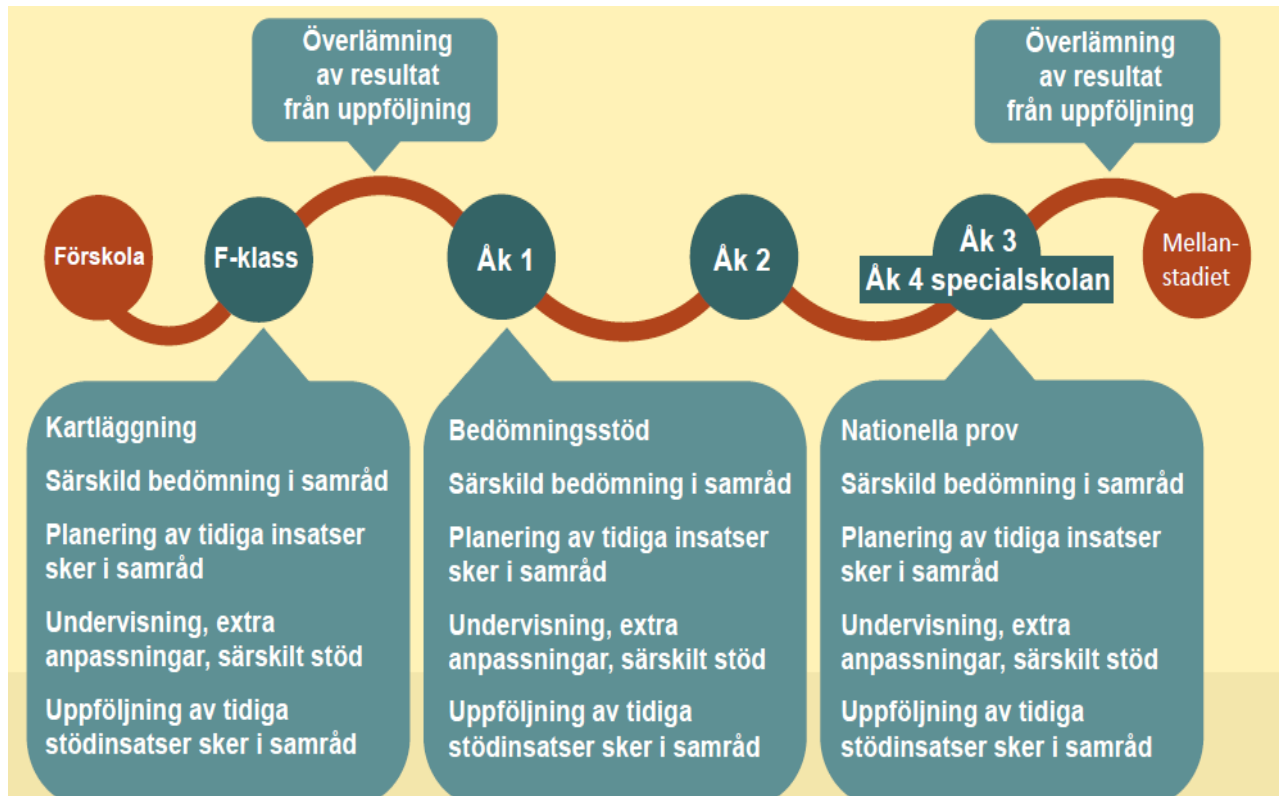 Överlämning
av resultat
från uppföljning
Överlämning
av resultat
från uppföljning
Förskola
F-klass
Åk 1
Åk 2
Åk 3
Åk 4 specialskolan
Mellan-
stadiet
Kartläggning
Särskild bedömning i samråd
Planering av tidiga insatser
sker i samråd
Undervisning, extra
anpassningar, särskilt stöd
Uppföljning av tidiga
stödinsatser sker i samråd
Bedömningsstöd
Särskild bedömning i samråd
Planering av tidiga insatser
sker i samråd
Undervisning, extra
anpassningar, särskilt stöd
Uppföljning av tidiga
stödinsatser sker i samråd
Nationella prov
Särskild bedömning i samråd
Planering av tidiga insatser
sker i samråd
Undervisning, extra
anpassningar, särskilt stöd
Uppföljning av tidiga
stödinsatser sker i samråd